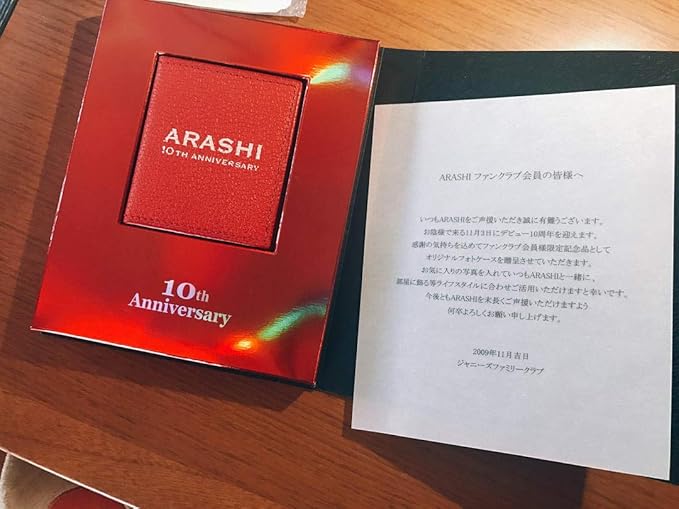 ARASHI
10TH ANNIVERSARY
10th
Anniversary
ARASHI ファンクラブ会員の皆様へ
いつもARASHIをご声援いただき誠に有難うございます。
お陰様で来る11月3日にデビュー10周年を迎えます。
感謝の気持ちを込めてファンクラブ会員様限定記念品として
オリジナルフォトケースを贈呈させていただきます。
お気に入りの写真を入れていつもARASHIと一緒に、
部屋に飾る等ライフスタイルに合わせご活用いただけますと幸いです。
今後ともARASHIを末長くご声援いただけますよう
何卒よろしくお願い申し上げます。
2009年11月吉日
ジャニーズファミリークラブ